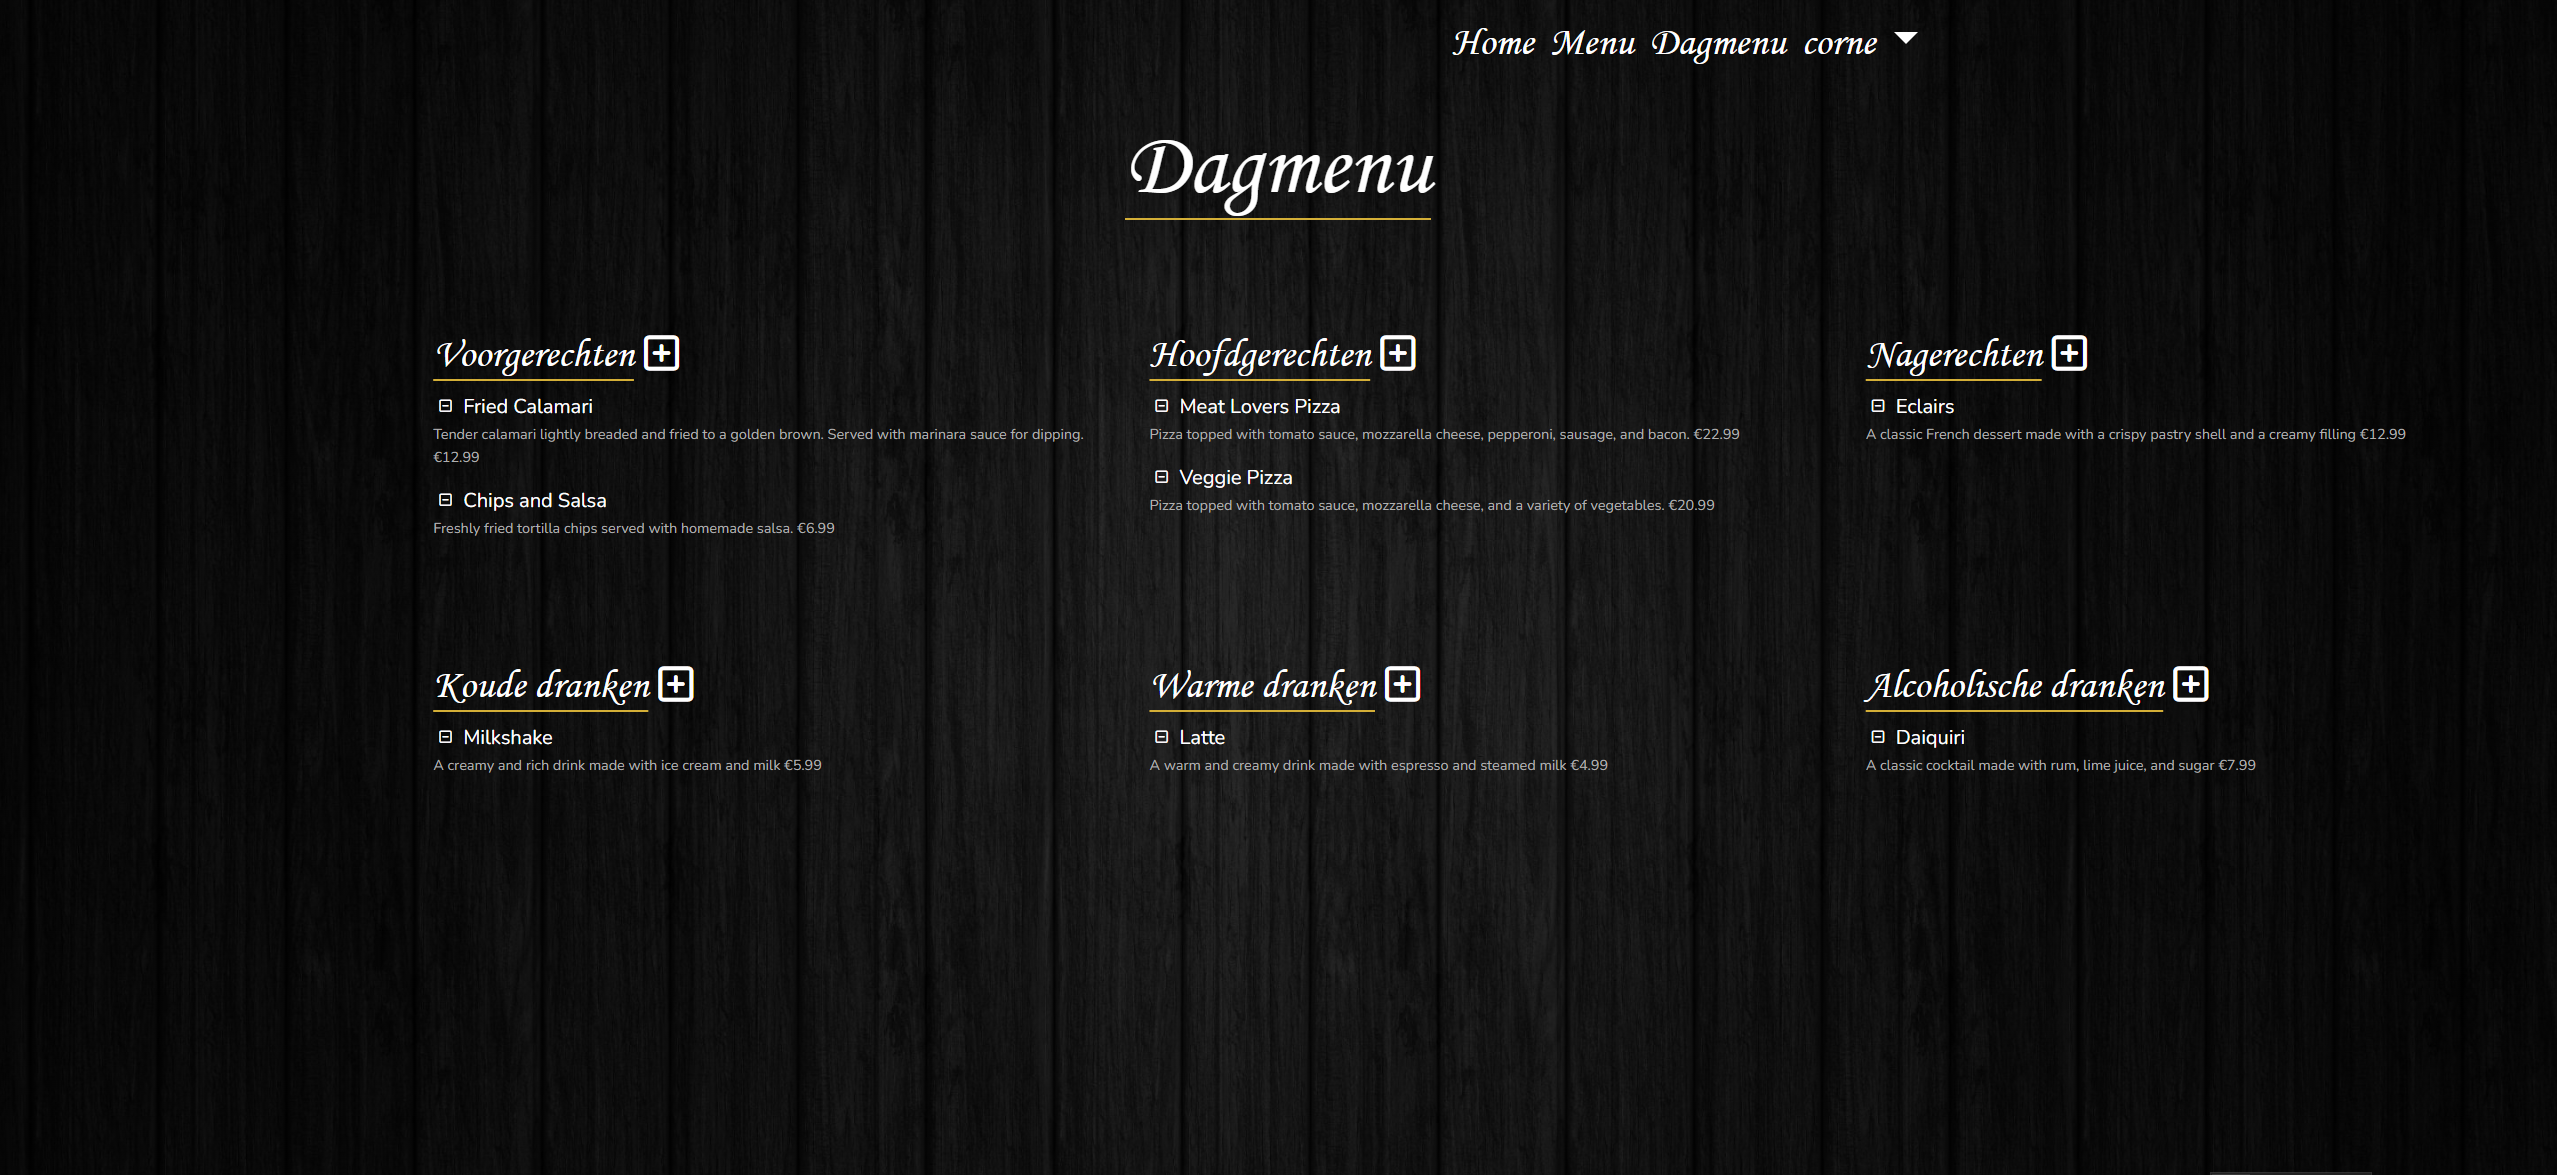 Home Menu Dagmenu corne
Dagmenu
Voorgerechten
Fried Calamari
Tender calamari lightly breaded and fried to a golden brown. Served with marinara sauce for dipping.
€12.99
Chips and Salsa
Freshly fried tortilla chips served with homemade salsa. €6.99
Hoofdgerechten
Meat Lovers Pizza
Pizza topped with tomato sauce, mozzarella cheese, pepperoni, sausage, and bacon. €22.99
Veggie Pizza
Pizza topped with tomato sauce, mozzarella cheese, and a variety of vegetables. €20.99
Nagerechten
Eclairs
A classic French dessert made with a crispy pastry shell and a creamy filling €12.99
Koude dranken
Milkshake
A creamy and rich drink made with ice cream and milk €5.99
Warme dranken
Latte
A warm and creamy drink made with espresso and steamed milk €4.99
Alcoholische dranken
Daiquiri
A classic cocktail made with rum, lime juice, and sugar €7.99